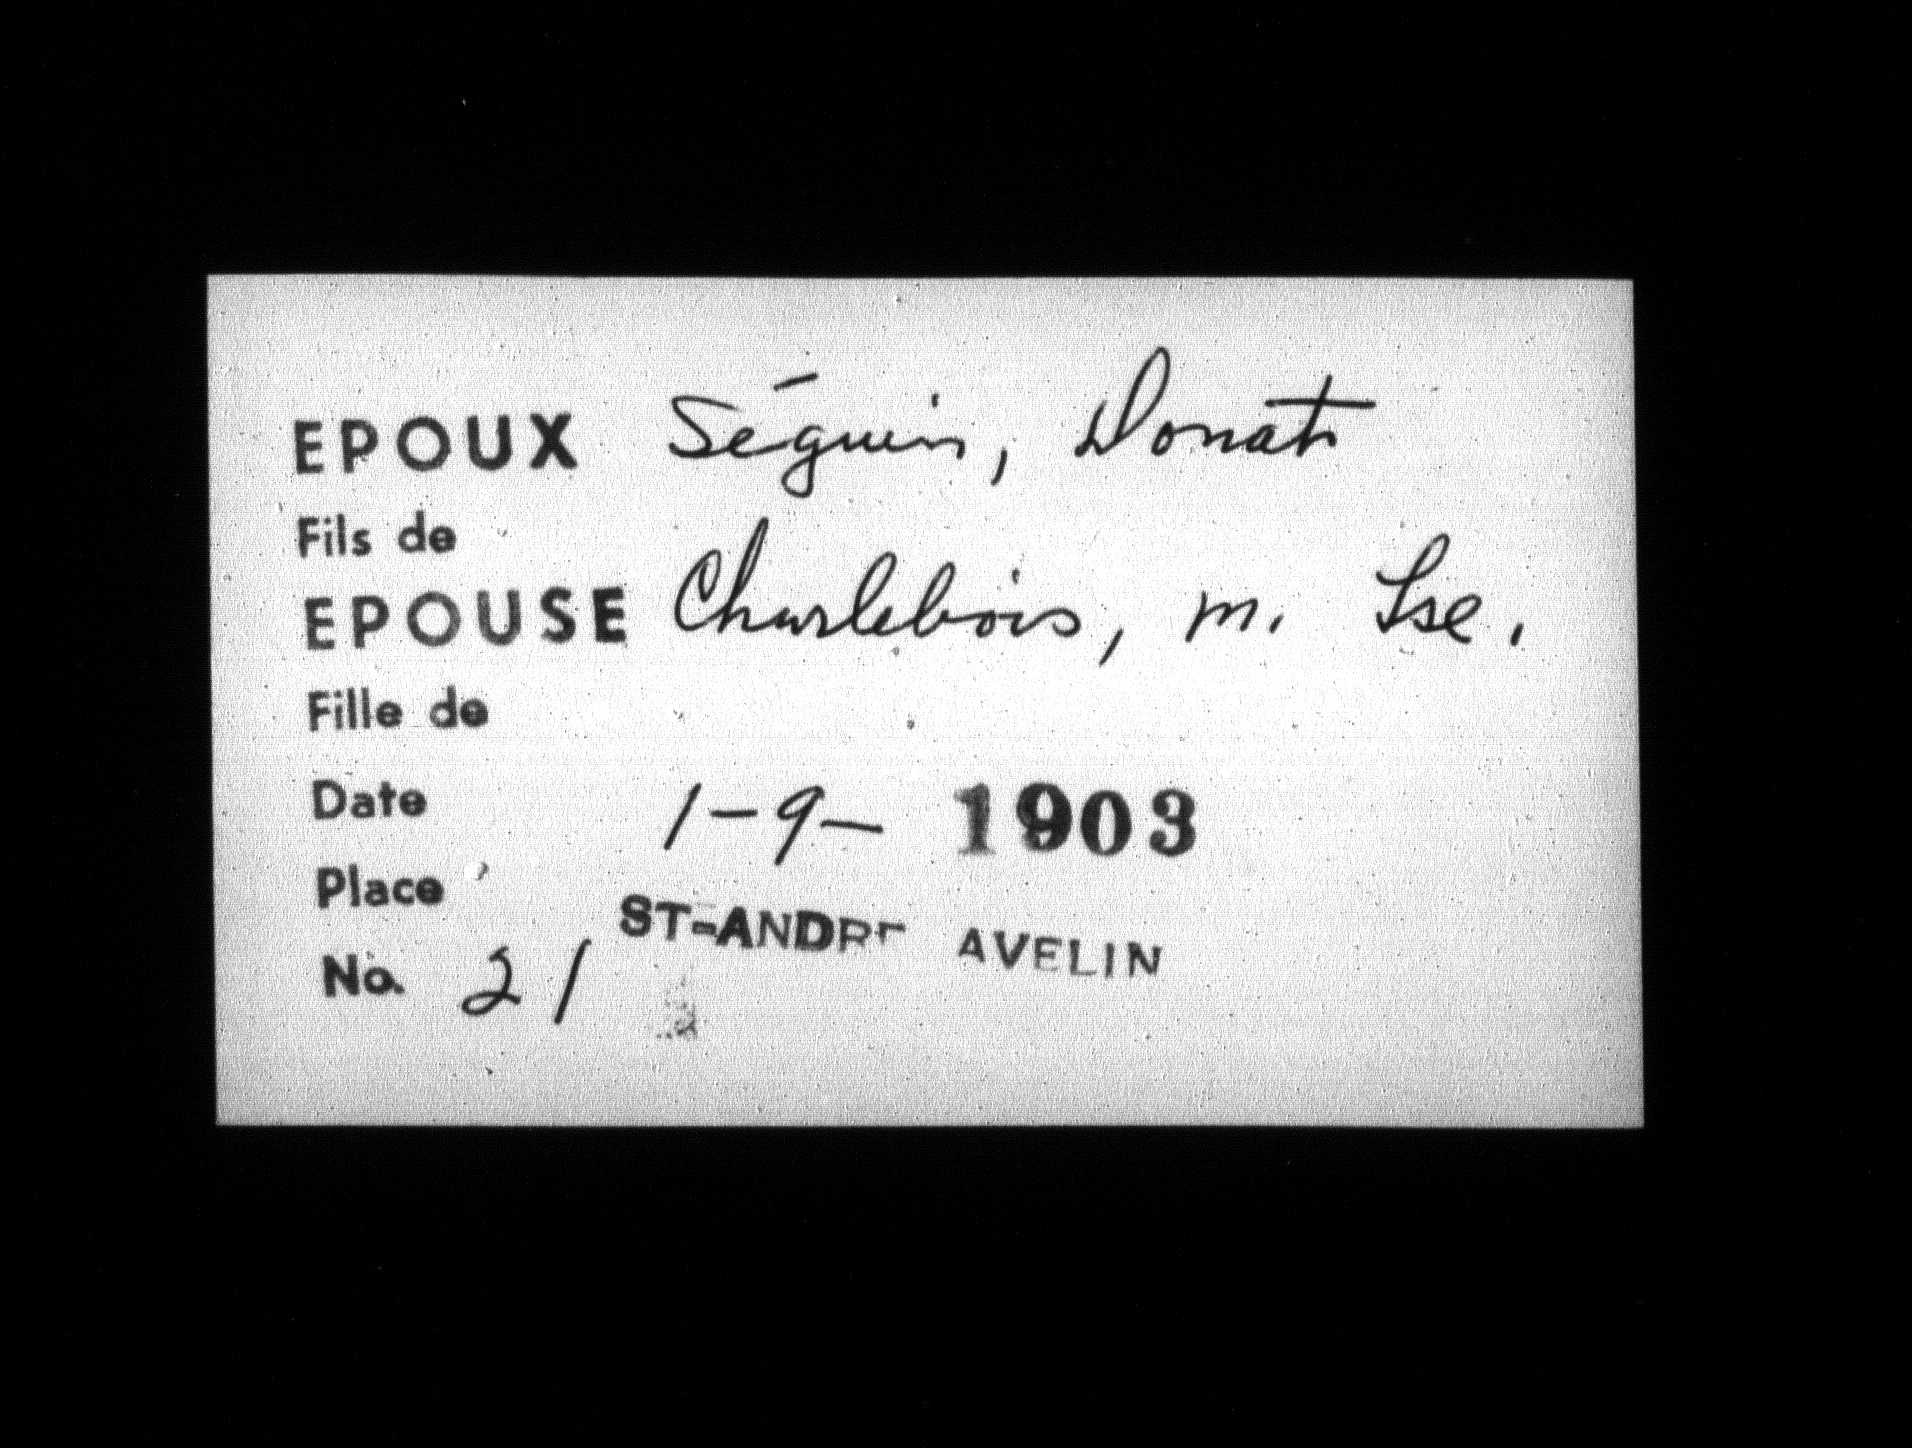 EPOUX Séguin, Donat
Fils de
EPOUSE Charlebois, m. Lse.
Fille de
Date 1-9- 1903
Place ST-ANDRE AVELIN
No. 21